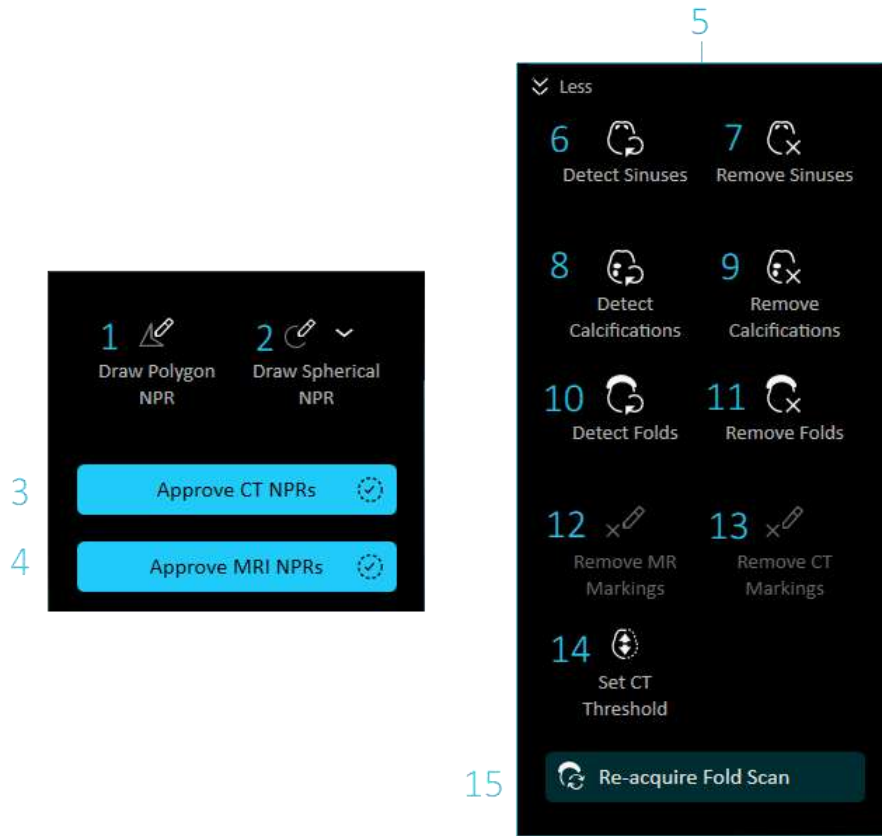 5
Less
6
7
Detect Sinuses
Remove Sinuses
8
9
Detect
Calcifications
Remove
Calcifications
1
2
Draw Polygon
NPR
Draw Spherical
NPR
10
11
Detect Folds
Remove Folds
3
Approve CT NPRs
4
Approve MRI NPRs
12
13
Remove MR
Markings
Remove CT
Markings
14
Set CT
Threshold
15
Re-acquire Fold Scan